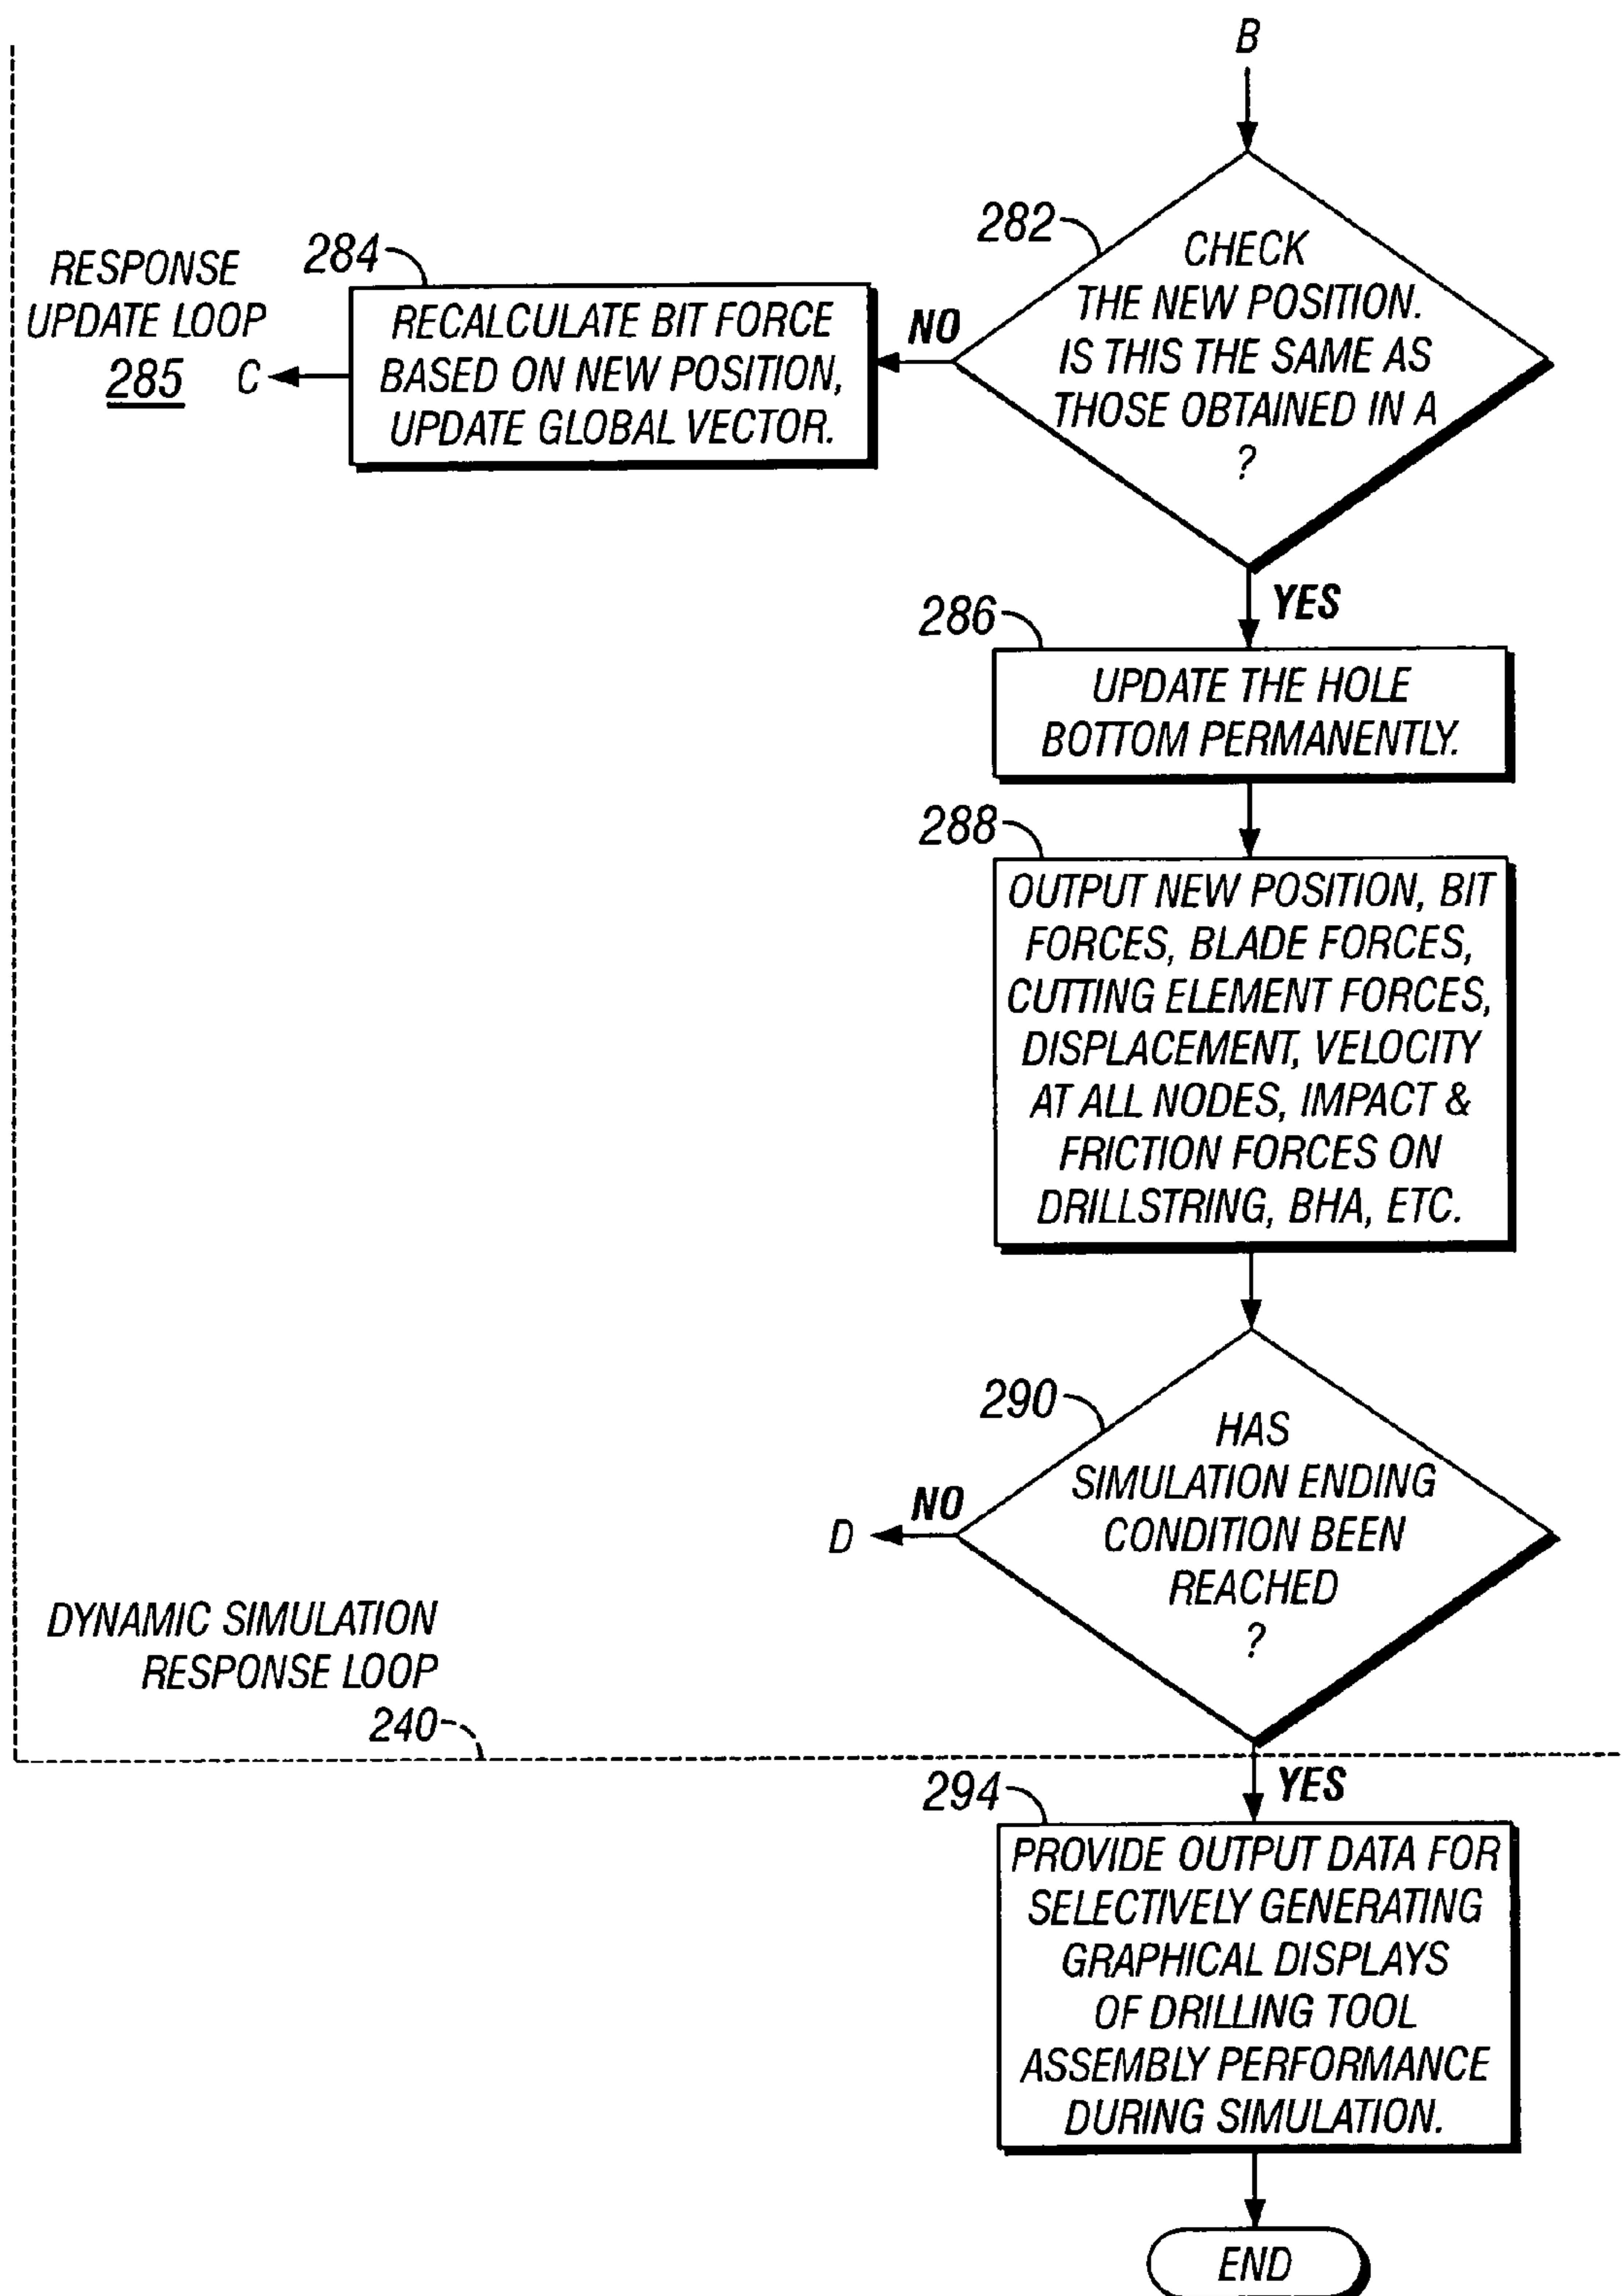 B
282
CHECK
THE NEW POSITION.
IS THIS THE SAME AS
THOSE OBTAINED IN A
?
NO
284
RECALCULATE BIT FORCE
BASED ON NEW POSITION,
UPDATE GLOBAL VECTOR.
RESPONSE
UPDATE LOOP
285
C
YES
286
UPDATE THE HOLE
BOTTOM PERMANENTLY.
288
OUTPUT NEW POSITION, BIT
FORCES, BLADE FORCES,
CUTTING ELEMENT FORCES,
DISPLACEMENT, VELOCITY
AT ALL NODES, IMPACT &
FRICTION FORCES ON
DRILLSTRING, BHA, ETC.
290
HAS
SIMULATION ENDING
CONDITION BEEN
REACHED
?
NO
D
DYNAMIC SIMULATION
RESPONSE LOOP
240
YES
294
PROVIDE OUTPUT DATA FOR
SELECTIVELY GENERATING
GRAPHICAL DISPLAYS
OF DRILLING TOOL
ASSEMBLY PERFORMANCE
DURING SIMULATION.
END